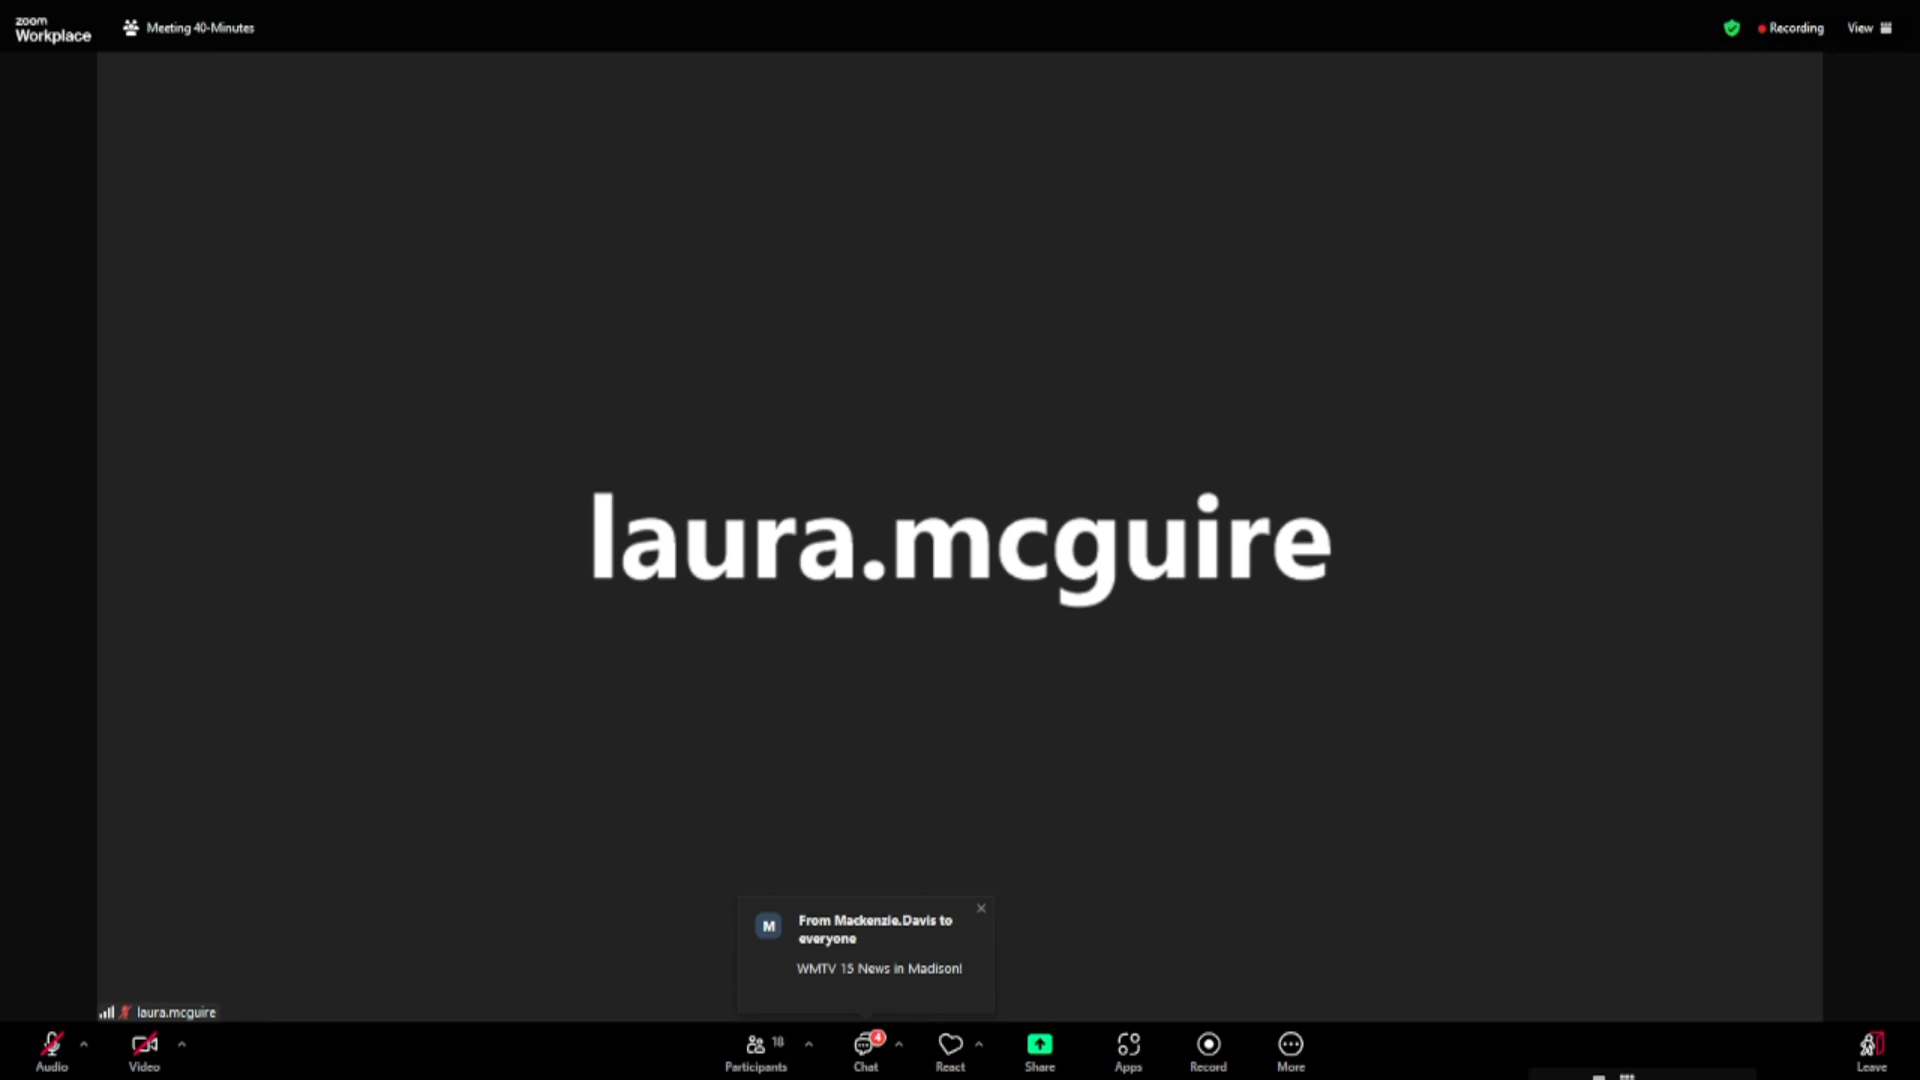 zoom
Workplace
Meeting 40-Minutes
Recording
View
laura.mcguire
M
From Mackenzie.Davis to
everyone
WMTV 15 News in Madison!
laura.mcguire
Audio
Video
18
Participants
4
Chat
React
Share
Apps
Record
More
Leave